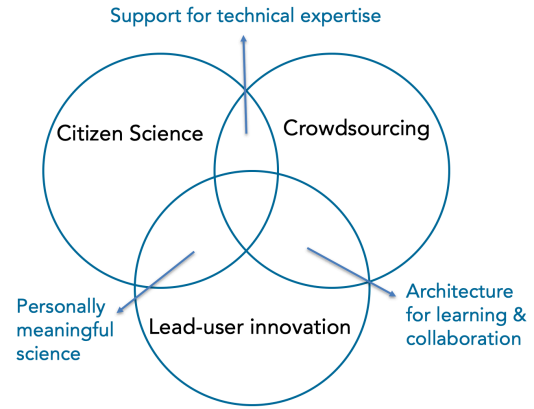 Support for technical expertise
Citizen Science
Crowdsourcing
Personally
meaningful
science
Lead-user innovation
Architecture
for learning &
collaboration